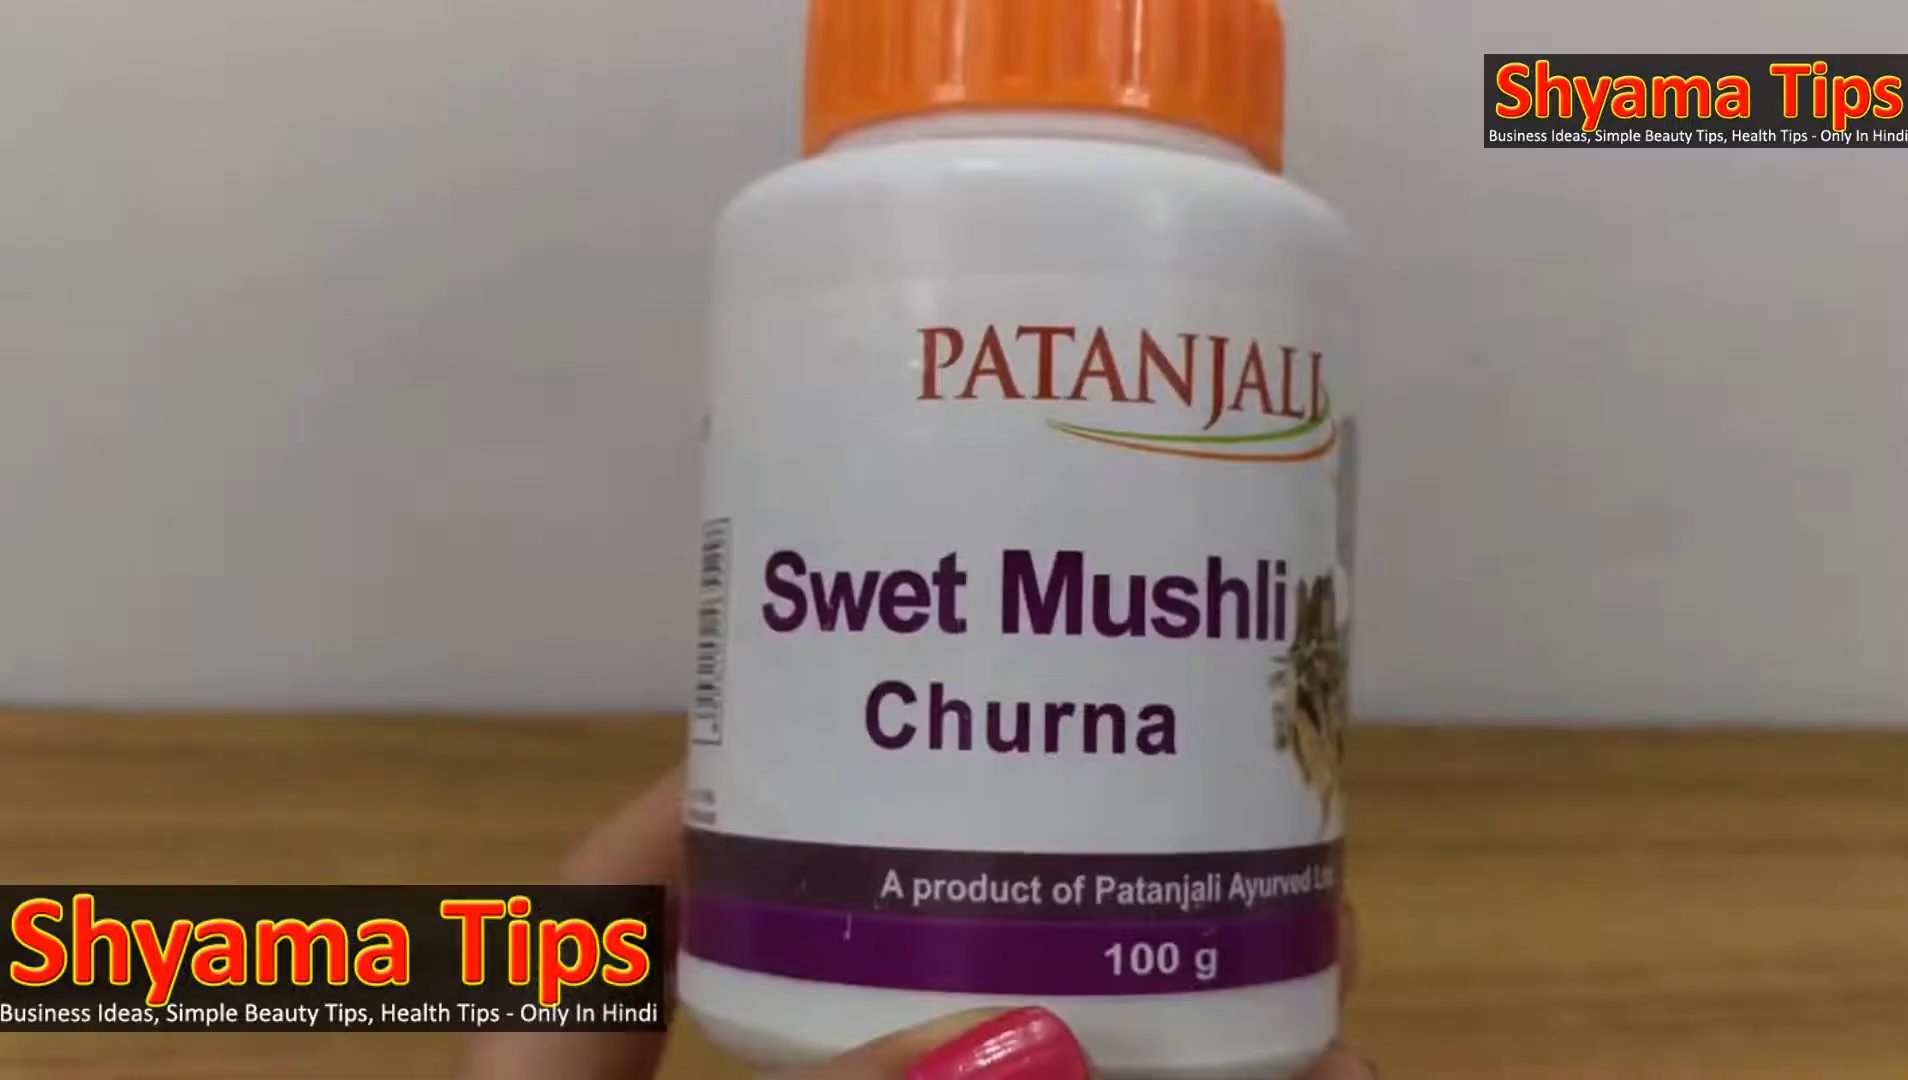 Shyama Tips
Business Ideas, Simple Beauty Tips, Health Tips - Only In Hindi
PATANJALI
Swet Mushli
Churna
A product of Patanjali Ayurved Ltd.
100 g
Shyama Tips
Business Ideas, Simple Beauty Tips, Health Tips - Only In Hindi